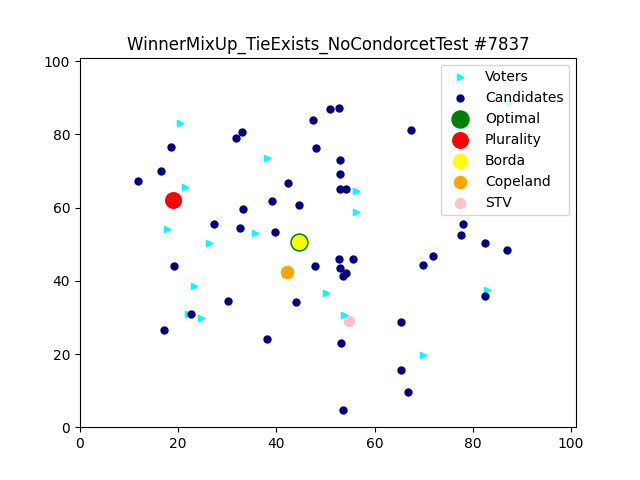 WinnerMixUp_TieExists_NoCondorcetTest #7837
100
80
60
40
20
0
0 20 40 60 80 100
Voters
Candidates
Optimal
Plurality
Borda
Copeland
STV